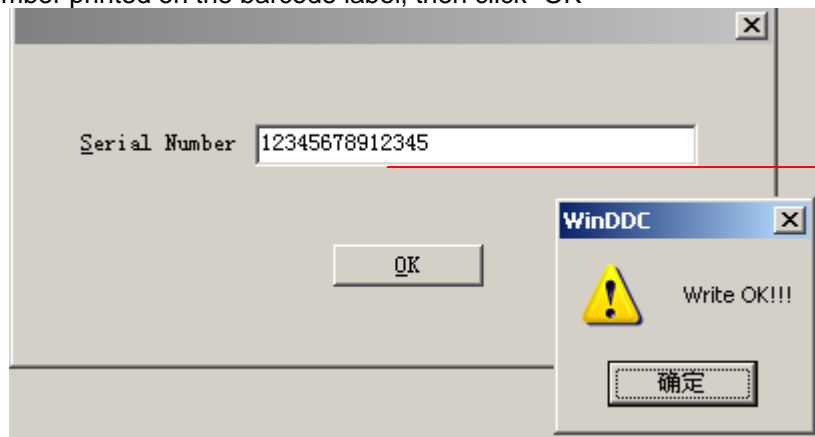 mber printed on the barcode label, then click "OK"
Serial Number 12345678912345
OK
WinDDC
Write OK!!!
确定